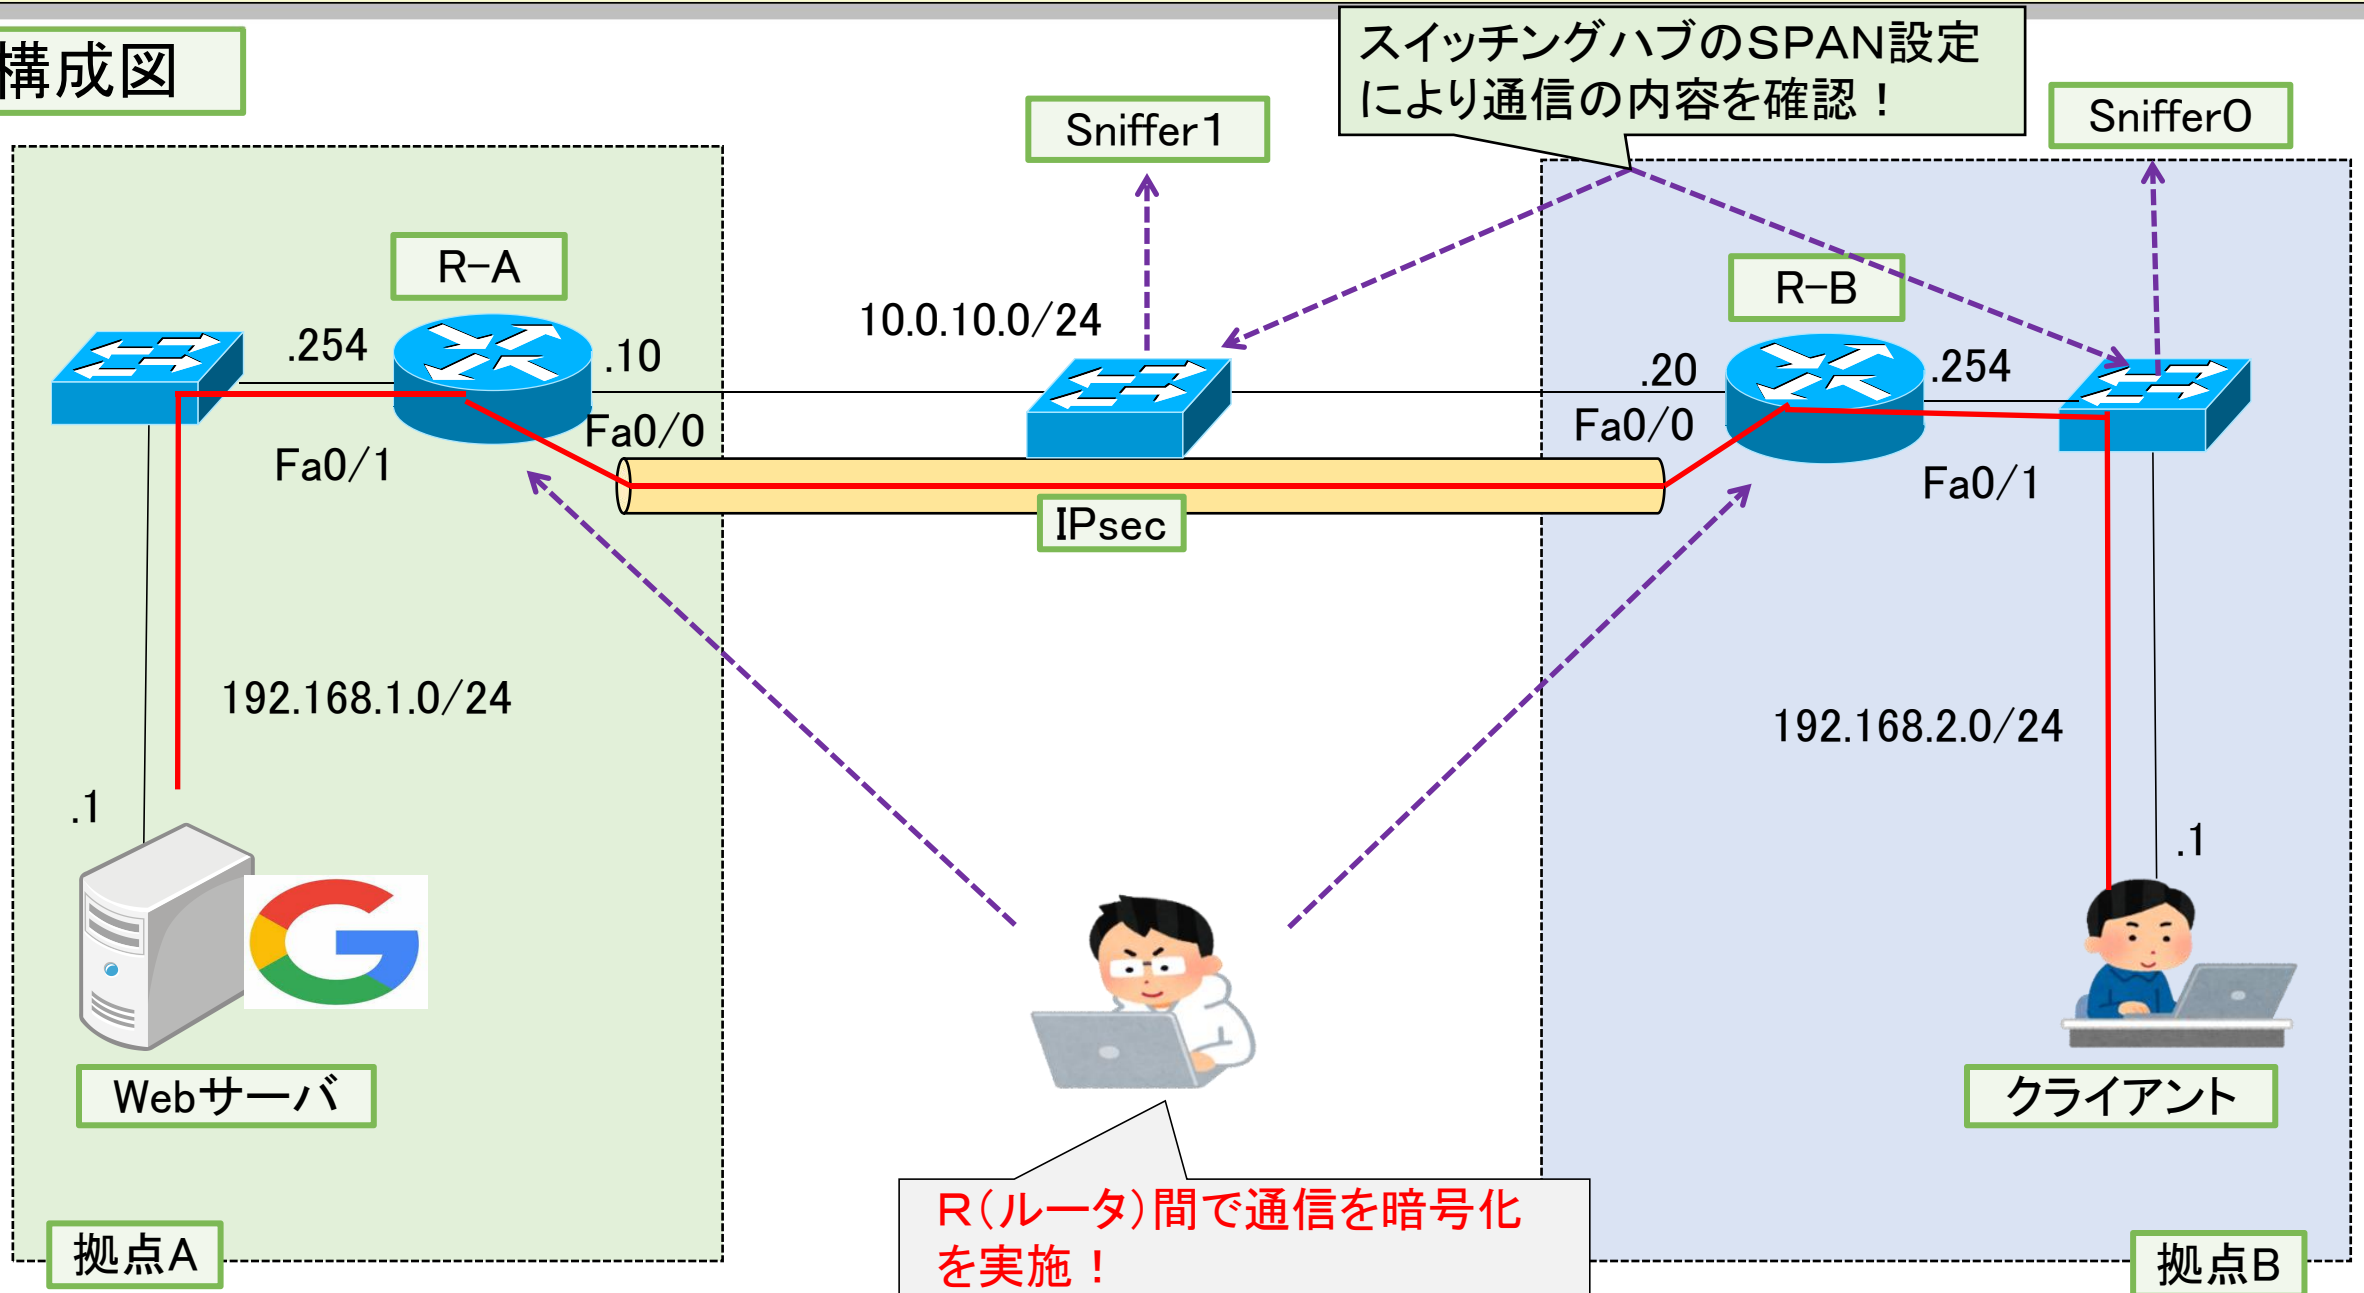 構成図
スイッチングハブのSPAN設定
により通信の内容を確認！
Sniffer1
Sniffer0
R-A
R-B
10.0.10.0/24
.254
.10
.20
.254
Fa0/1
Fa0/0
Fa0/0
Fa0/1
IPsec
192.168.1.0/24
192.168.2.0/24
.1
.1
Webサーバ
クライアント
R（ルータ）間で通信を暗号化
を実施！
拠点A
拠点B